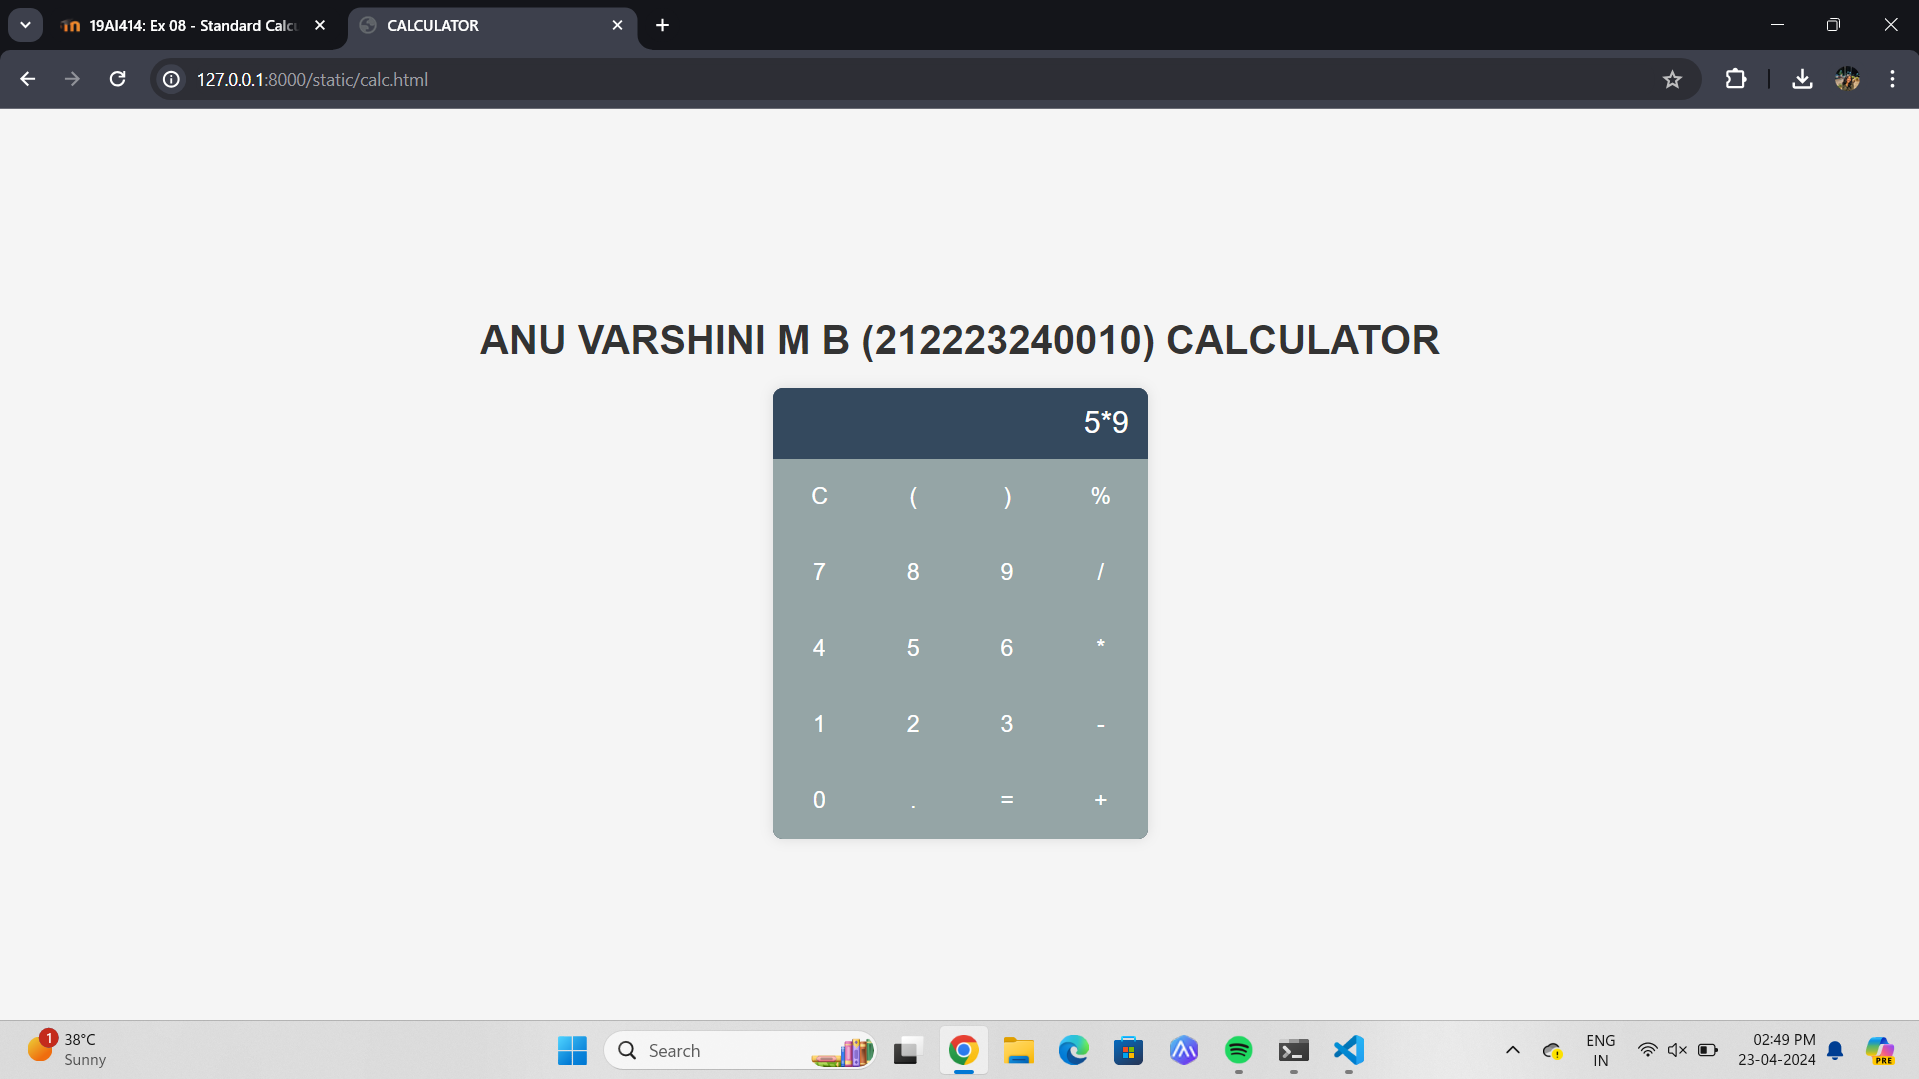 19AI414: Ex 08 - Standard Calcu
CALCULATOR
127.0.0.1:8000/static/calc.html
ANU VARSHINI M B (212223240010) CALCULATOR
5*9
C ( ) %
7 8 9 /
4 5 6 *
1 2 3 -
0 . = +
1
38°C
Sunny
Search
ENG
IN
02:49 PM
23-04-2024
PRE